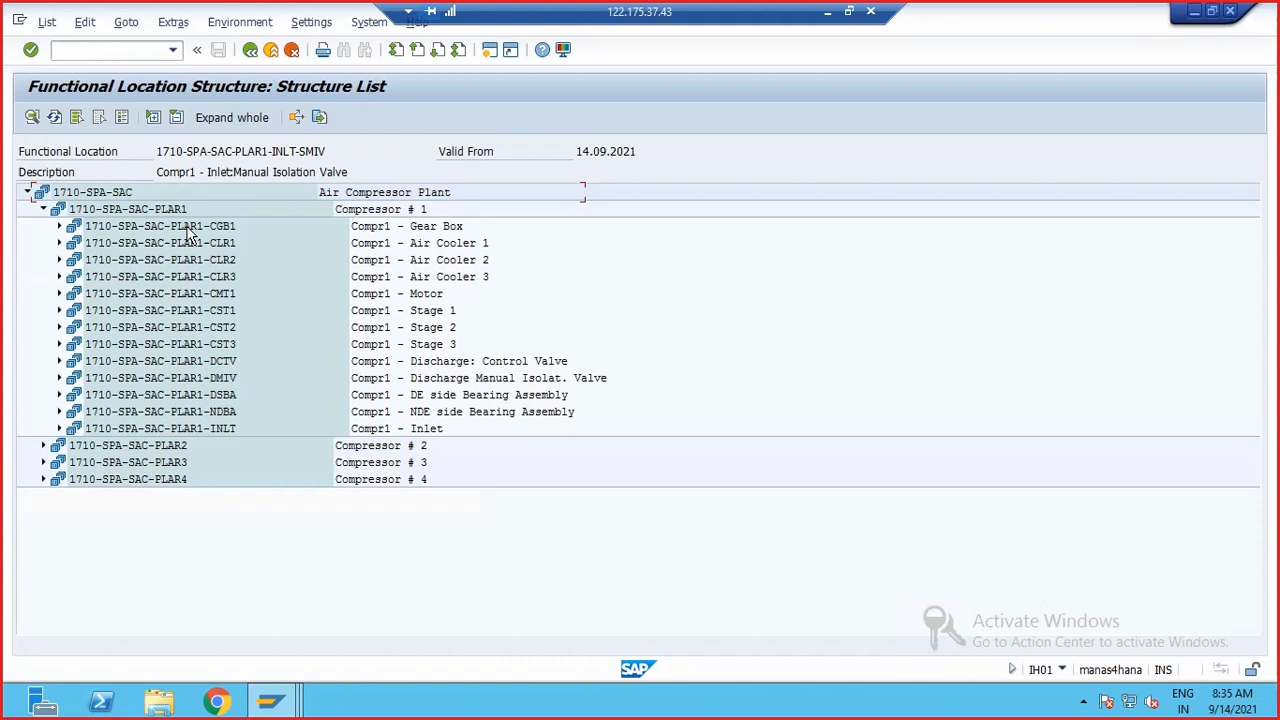 122.175.37.43
List Edit Goto Extras Environment Settings System Help
Functional Location Structure: Structure List
Expand whole
Functional Location 1710-SPA-SAC-PLAR1-INLT-SMIV Valid From 14.09.2021
Description Compr1 - Inlet:Manual Isolation Valve
1710-SPA-SAC Air Compressor Plant
1710-SPA-SAC-PLAR1 Compressor # 1
1710-SPA-SAC-PLAR1-CGB1 Compr1 - Gear Box
1710-SPA-SAC-PLAR1-CLR1 Compr1 - Air Cooler 1
1710-SPA-SAC-PLAR1-CLR2 Compr1 - Air Cooler 2
1710-SPA-SAC-PLAR1-CLR3 Compr1 - Air Cooler 3
1710-SPA-SAC-PLAR1-CMT1 Compr1 - Motor
1710-SPA-SAC-PLAR1-CST1 Compr1 - Stage 1
1710-SPA-SAC-PLAR1-CST2 Compr1 - Stage 2
1710-SPA-SAC-PLAR1-CST3 Compr1 - Stage 3
1710-SPA-SAC-PLAR1-DCTV Compr1 - Discharge: Control Valve
1710-SPA-SAC-PLAR1-DMIV Compr1 - Discharge Manual Isolat. Valve
1710-SPA-SAC-PLAR1-DSBA Compr1 - DE side Bearing Assembly
1710-SPA-SAC-PLAR1-NDBA Compr1 - NDE side Bearing Assembly
1710-SPA-SAC-PLAR1-INLT Compr1 - Inlet
1710-SPA-SAC-PLAR2 Compressor # 2
1710-SPA-SAC-PLAR3 Compressor # 3
1710-SPA-SAC-PLAR4 Compressor # 4
Activate Windows
Go to Action Center to activate Windows.
SAP IH01 manas4hana INS
ENG 8:35 AM
IN 9/14/2021